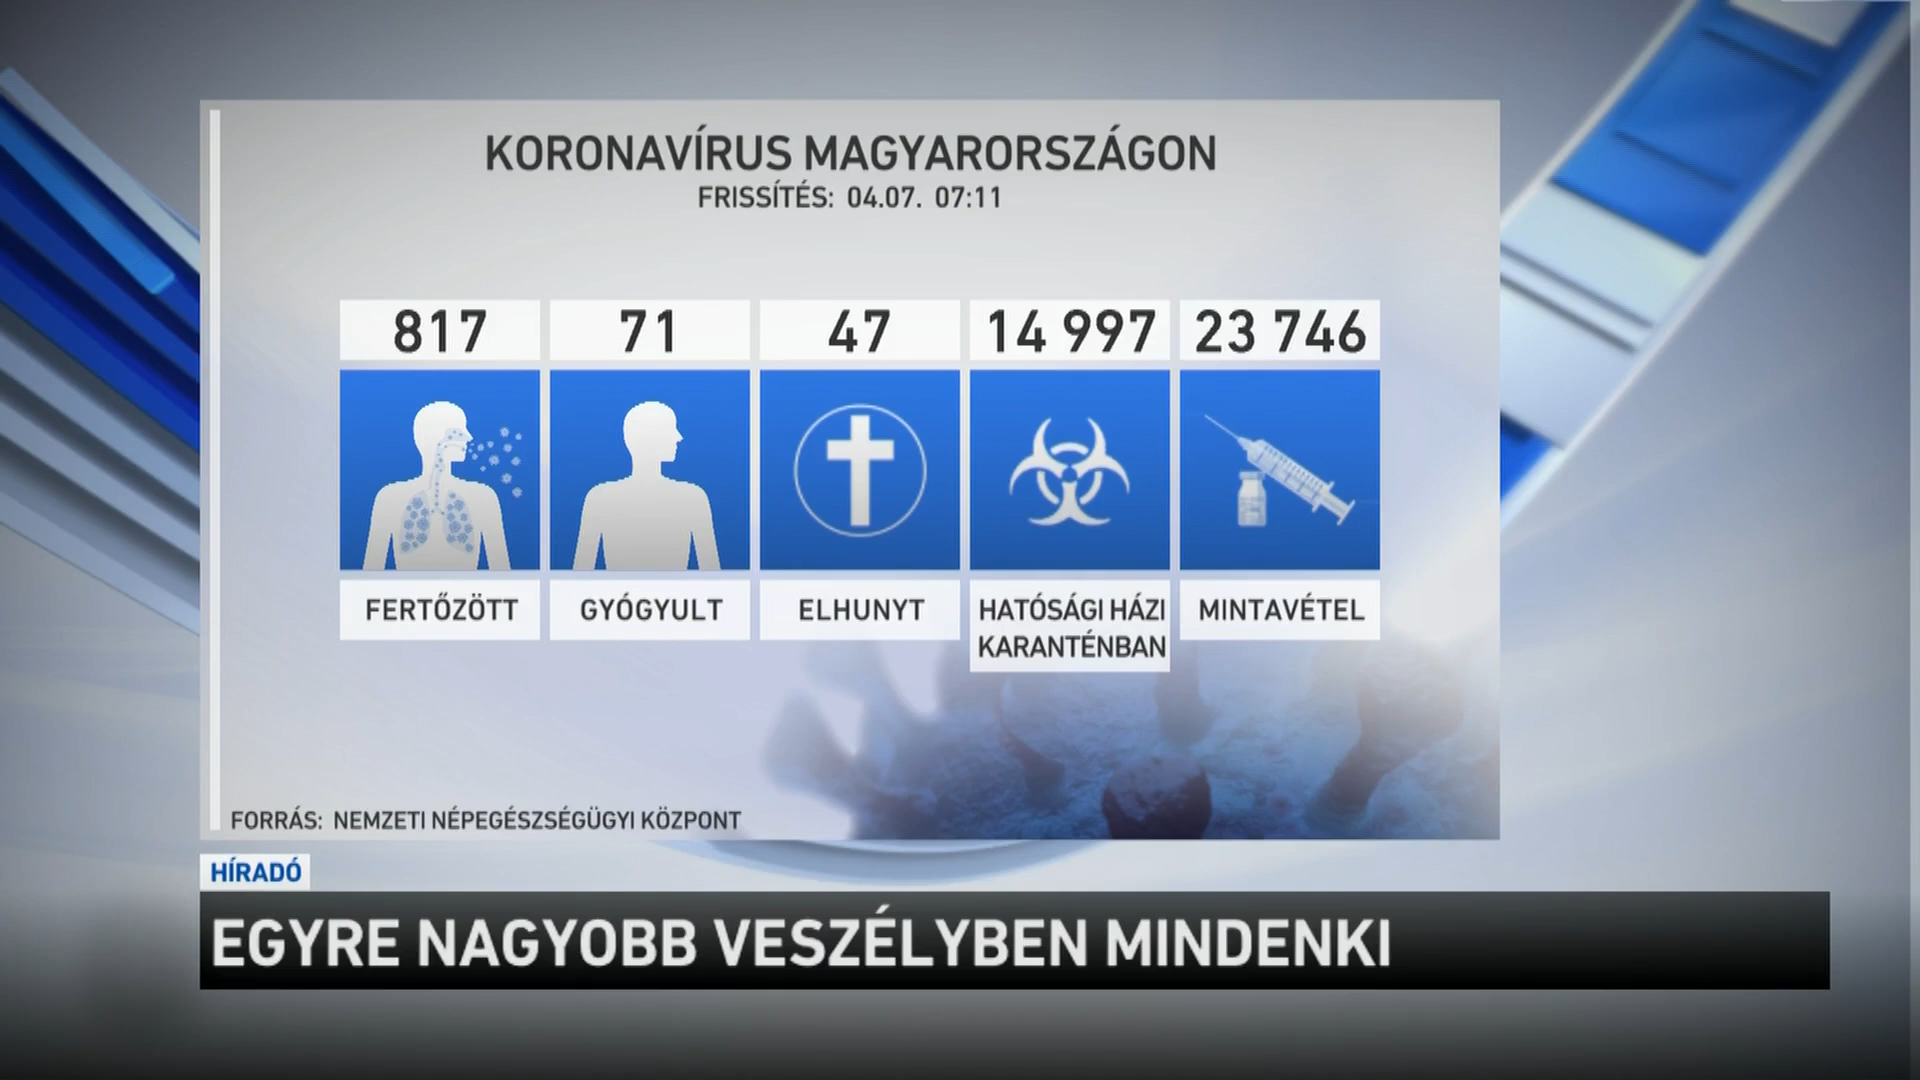 KORONAVÍRUS MAGYARORSZÁGON
FRISSÍTÉS: 04.07. 07:11
817
71
47
14 997
23 746
FERTŐZÖTT
GYÓGYULT
ELHUNYT
HATÓSÁGI HÁZI
KARANTÉNBAN
MINTAVÉTEL
FORRÁS: NEMZETI NÉPEGÉSZSÉGÜGYI KÖZPONT
HÍRADÓ
EGYRE NAGYOBB VESZÉLYBEN MINDENKI